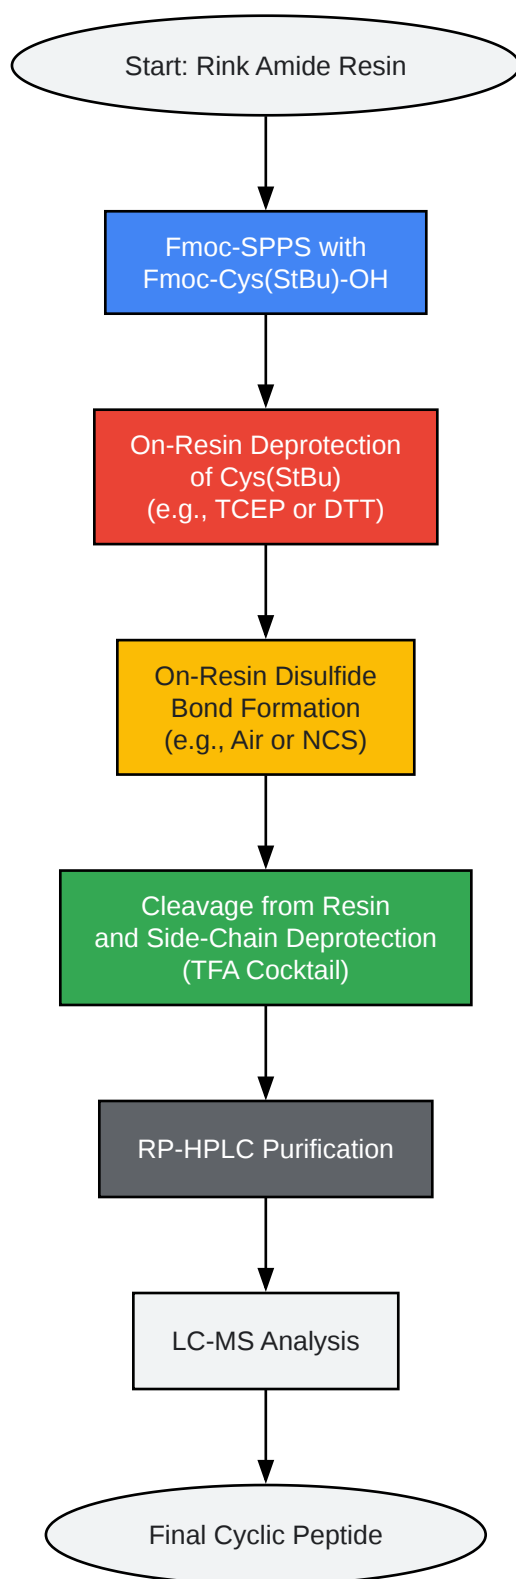 Start: Rink Amide Resin
Fmoc-SPPS with
Fmoc-Cys(StBu)-OH
On-Resin Deprotection
of Cys(StBu)
(e.g., TCEP or DTT)
On-Resin Disulfide
Bond Formation
(e.g., Air or NCS)
Cleavage from Resin
and Side-Chain Deprotection
(TFA Cocktail)
RP-HPLC Purification
LC-MS Analysis
Final Cyclic Peptide